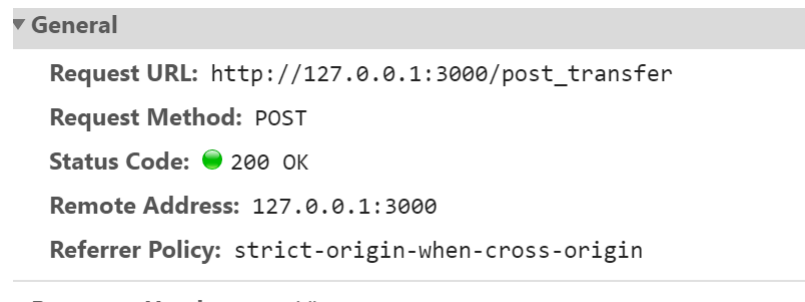 General
Request URL: http://127.0.0.1:3000/post_transfer
Request Method: POST
Status Code: 200 OK
Remote Address: 127.0.0.1:3000
Referrer Policy: strict-origin-when-cross-origin